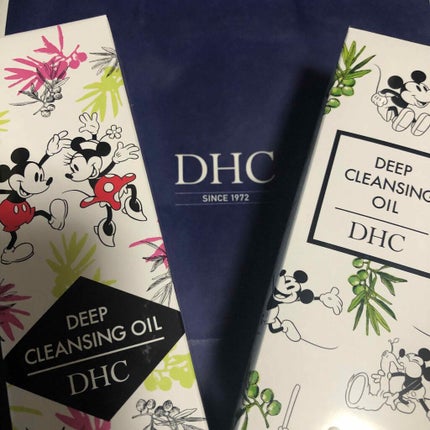 DHC
SINCE 1972
DEEP
CLEANSING OIL
DHC
DEEP
CLEANSING
OIL
DHC